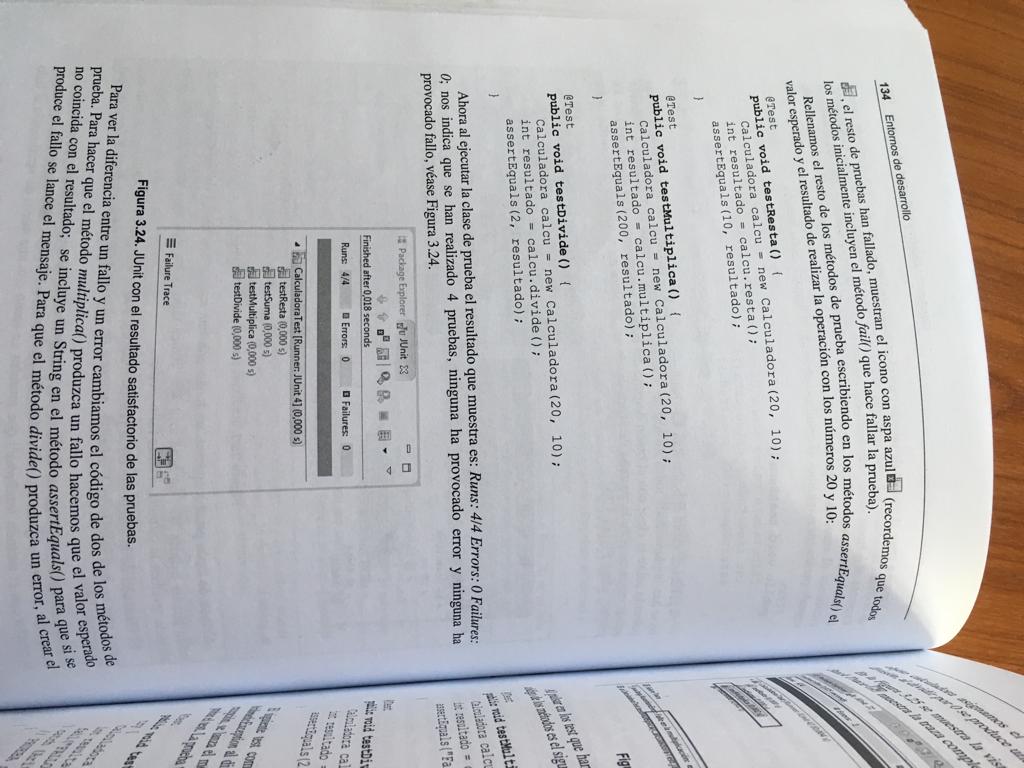 134 Entornos de desarrollo
, el resto de pruebas han fallado, muestran el icono con aspa azul (recordemos que todos
los métodos inicialmente incluyen el método fail() que hace fallar la prueba).
Rellenamos el resto de los métodos de prueba escribiendo en los métodos assertEquals() el
valor esperado y el resultado de realizar la operación con los números 20 y 10:
@Test
public void testResta() {
Calculadora calcu = new Calculadora(20, 10);
int resultado = calcu.resta();
assertEquals(10, resultado);
}
@Test
public void testMultiplica() {
Calculadora calcu = new Calculadora(20, 10);
int resultado = calcu.multiplica();
assertEquals(200, resultado);
}
@Test
public void testDivide() {
Calculadora calcu = new Calculadora(20, 10);
int resultado = calcu.divide();
assertEquals(2, resultado);
}
Ahora al ejecutar la clase de prueba el resultado que muestra es: Runs: 4/4 Errors: 0 Failures:
0; nos indica que se han realizado 4 pruebas, ninguna ha provocado error y ninguna ha
provocado fallo, véase Figura 3.24.
Package Explorer JUnit
Finished after 0,018 seconds
Runs: 4/4 Errors: 0 Failures: 0
CalculadoraTest [Runner: JUnit 4] (0,000 s)
testResta (0,000 s)
testSuma (0,000 s)
testMultiplica (0,000 s)
testDivide (0,000 s)
Failure Trace
Figura 3.24. JUnit con el resultado satisfactorio de las pruebas.
Para ver la diferencia entre un fallo y un error cambiamos el código de dos de los métodos de
prueba. Para hacer que el método multiplica() produzca un fallo hacemos que el valor esperado
no coincida con el resultado; se incluye un String en el método assertEquals() para que si se
produce el fallo se lance el mensaje. Para que el método divide() produzca un error, al crear el